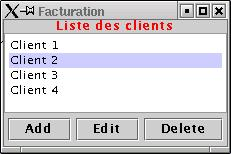 Facturation
Liste des clients
Client 1
Client 2
Client 3
Client 4
Add Edit Delete